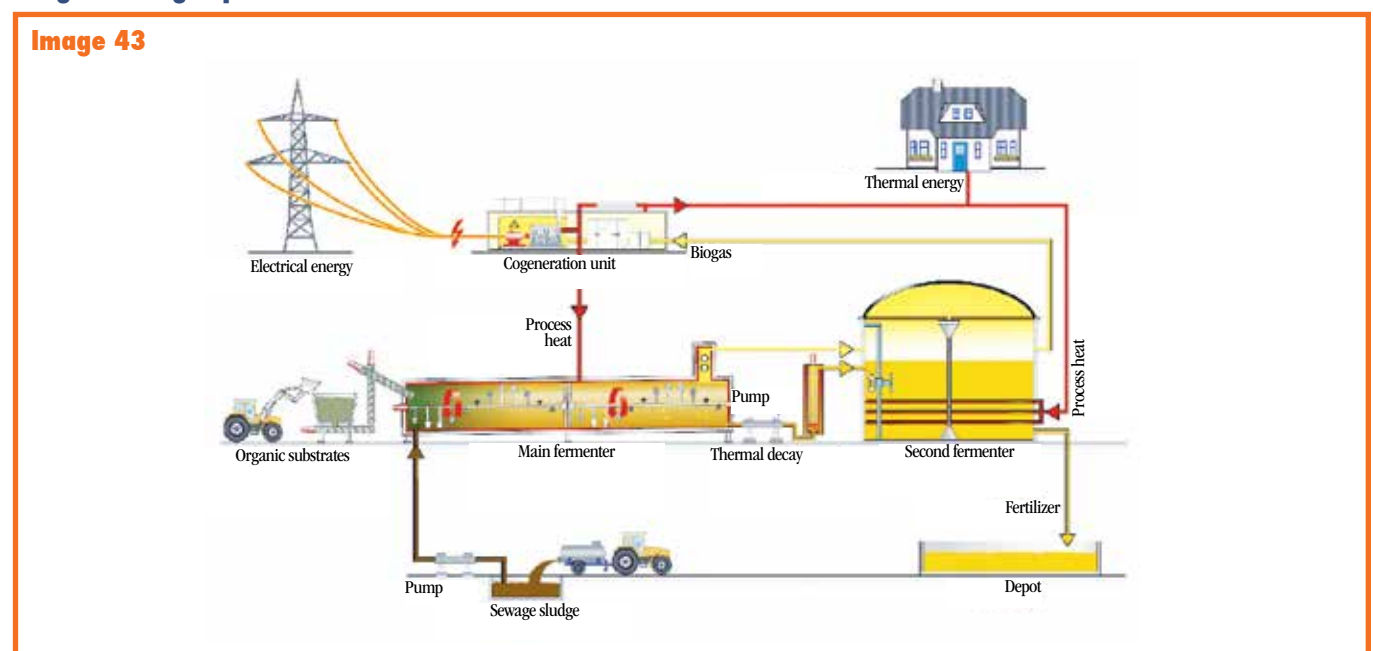 Image 43
Thermal energy
Electrical energy
Cogeneration unit
Biogas
Process
heat
Process heat
Pump
Organic substrates
Main fermenter
Thermal decay
Second fermenter
Fertilizer
Pump
Sewage sludge
Depot